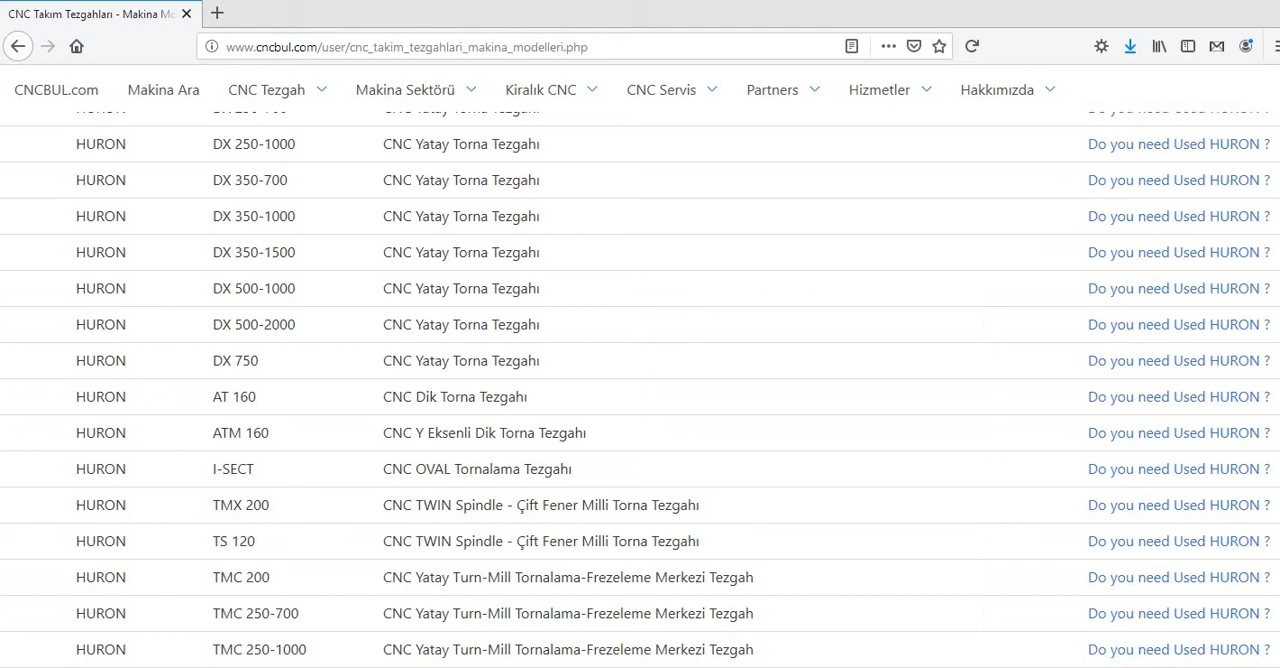 CNC Takım Tezgahları - Makina Mo
www.cncbul.com/user/cnc_takim_tezgahlari_makina_modelleri.php
CNCBUL.com Makina Ara CNC Tezgah Makina Sektörü Kiralık CNC CNC Servis Partners Hizmetler Hakkımızda
HURON DX 250-1000 CNC Yatay Torna Tezgahı Do you need Used HURON ?
HURON DX 350-700 CNC Yatay Torna Tezgahı Do you need Used HURON ?
HURON DX 350-1000 CNC Yatay Torna Tezgahı Do you need Used HURON ?
HURON DX 350-1500 CNC Yatay Torna Tezgahı Do you need Used HURON ?
HURON DX 500-1000 CNC Yatay Torna Tezgahı Do you need Used HURON ?
HURON DX 500-2000 CNC Yatay Torna Tezgahı Do you need Used HURON ?
HURON DX 750 CNC Yatay Torna Tezgahı Do you need Used HURON ?
HURON AT 160 CNC Dik Torna Tezgahı Do you need Used HURON ?
HURON ATM 160 CNC Y Eksenli Dik Torna Tezgahı Do you need Used HURON ?
HURON I-SECT CNC OVAL Tornalama Tezgahı Do you need Used HURON ?
HURON TMX 200 CNC TWIN Spindle - Çift Fener Milli Torna Tezgahı Do you need Used HURON ?
HURON TS 120 CNC TWIN Spindle - Çift Fener Milli Torna Tezgahı Do you need Used HURON ?
HURON TMC 200 CNC Yatay Turn-Mill Tornalama-Frezeleme Merkezi Tezgah Do you need Used HURON ?
HURON TMC 250-700 CNC Yatay Turn-Mill Tornalama-Frezeleme Merkezi Tezgah Do you need Used HURON ?
HURON TMC 250-1000 CNC Yatay Turn-Mill Tornalama-Frezeleme Merkezi Tezgah Do you need Used HURON ?